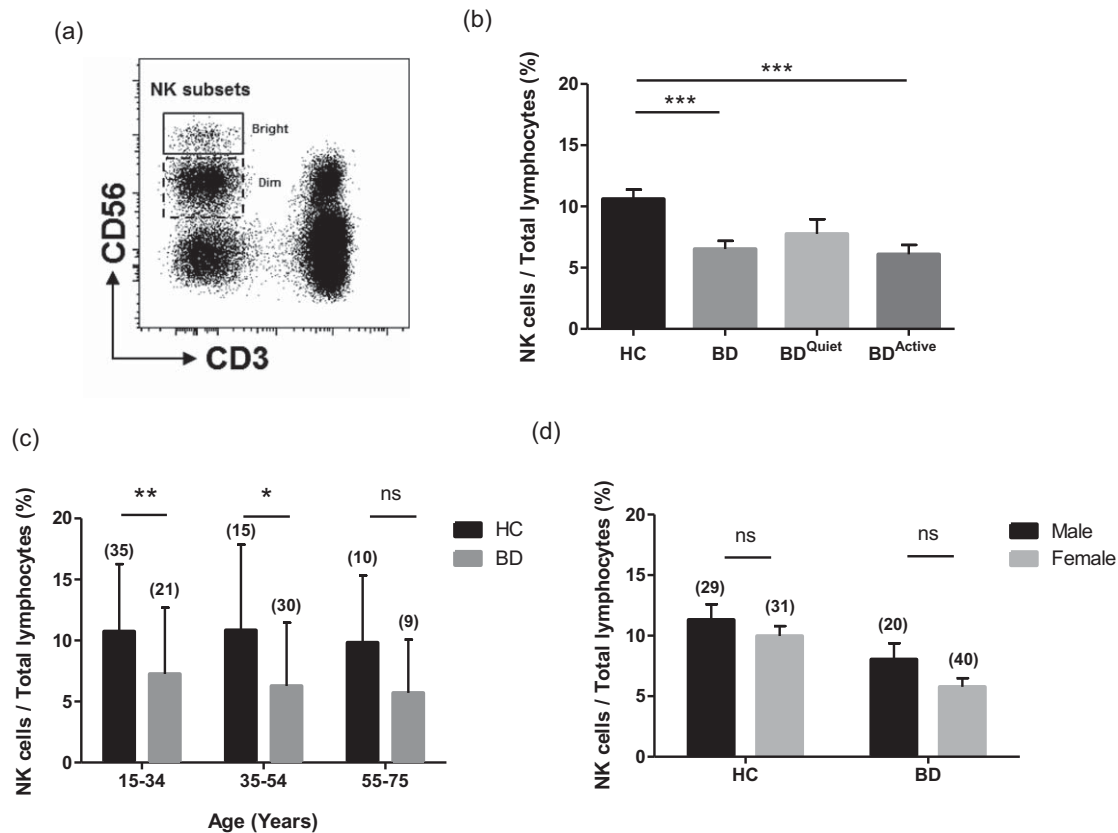 (a)
NK subsets
Bright
Dim
CD56
CD3
(b)
NK cells / Total lymphocytes (%)
20
15
10
5
0
***
***
HC BD BD^Quiet BD^Active
(c)
NK cells / Total lymphocytes (%)
20
15
10
5
0
** * ns
(35) (21) (15) (30) (10) (9)
HC
BD
15-34 35-54 55-75
Age (Years)
(d)
NK cells / Total lymphocytes (%)
20
15
10
5
0
ns ns
(29) (31) (20) (40)
Male
Female
HC BD